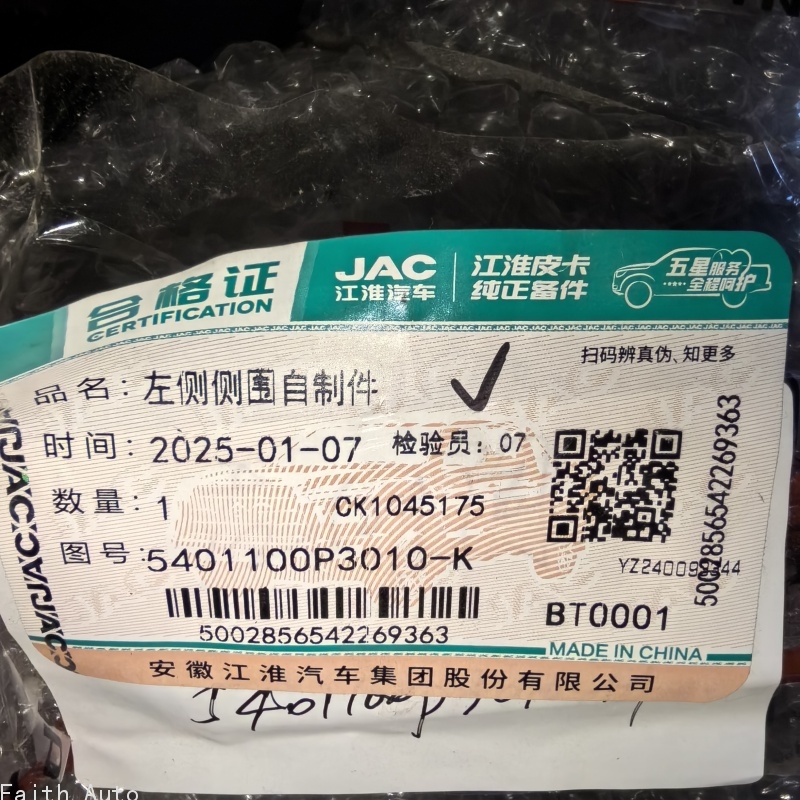 合格证
CERTIFICATION
JAC
江淮汽车
江淮皮卡
纯正备件
五星服务
全程呵护
扫码辨真伪、知更多
品名：左侧侧围自制件
时间：2025-01-07 检验员：07
数量：1 CK1045175
图号：5401100P3010-K
5002856542269363
5002856542269363
BT0001
MADE IN CHINA
安徽江淮汽车集团股份有限公司
Faith Auto